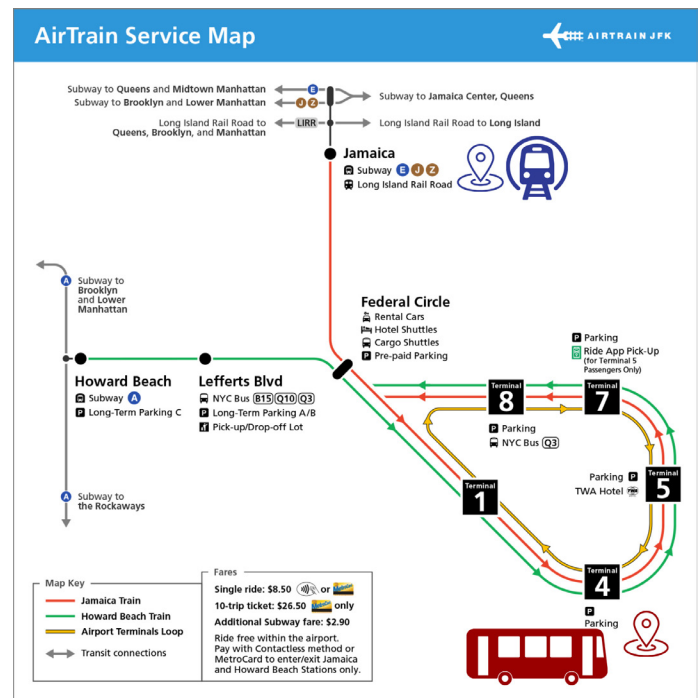 AirTrain Service Map
AIRTRAIN JFK
Subway to Queens and Midtown Manhattan
E
Subway to Brooklyn and Lower Manhattan
J Z
Subway to Jamaica Center, Queens
Long Island Rail Road to
Queens, Brooklyn, and Manhattan
LIRR
Long Island Rail Road to Long Island
Jamaica
Subway E J Z
Long Island Rail Road
A
Subway to
Brooklyn
and Lower
Manhattan
Federal Circle
Rental Cars
Hotel Shuttles
Cargo Shuttles
P Pre-paid Parking
P Parking
Ride App Pick-Up
(for Terminal 5
Passengers Only)
Howard Beach
Subway A
P Long-Term Parking C
Lefferts Blvd
NYC Bus B15 Q10 Q3
P Long-Term Parking A/B
Pick-up/Drop-off Lot
Terminal
8
P Parking
NYC Bus Q3
Terminal
7
Terminal
1
Parking P
TWA Hotel
Terminal
5
A
Subway to
the Rockaways
Terminal
4
P
Parking
Map Key
Jamaica Train
Howard Beach Train
Airport Terminals Loop
Transit connections
Fares
Single ride: $8.50 or
10-trip ticket: $26.50 only
Additional Subway fare: $2.90
Ride free within the airport.
Pay with Contactless method or
MetroCard to enter/exit Jamaica
and Howard Beach Stations only.